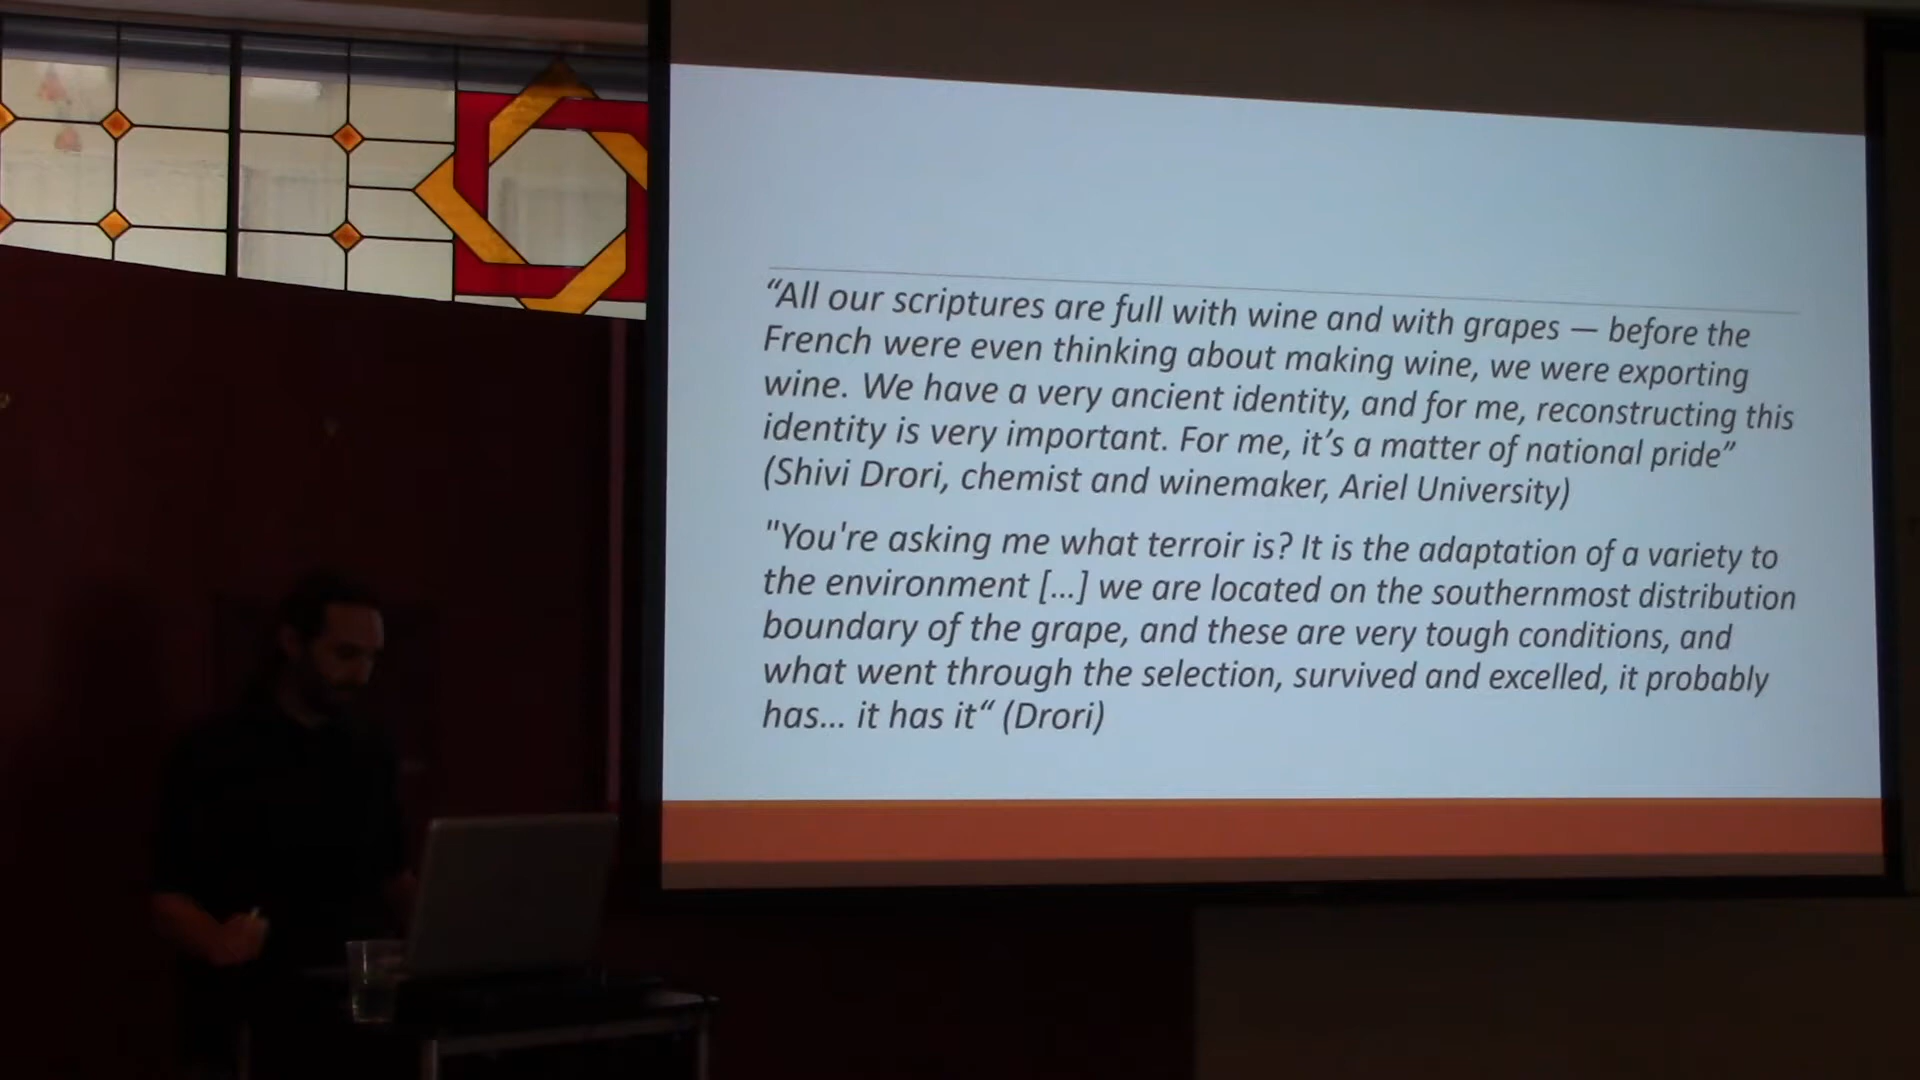 “All our scriptures are full with wine and with grapes — before the
French were even thinking about making wine, we were exporting
wine. We have a very ancient identity, and for me, reconstructing this
identity is very important. For me, it’s a matter of national pride”
(Shivi Drori, chemist and winemaker, Ariel University)
"You're asking me what terroir is? It is the adaptation of a variety to
the environment [...] we are located on the southernmost distribution
boundary of the grape, and these are very tough conditions, and
what went through the selection, survived and excelled, it probably
has... it has it“ (Drori)